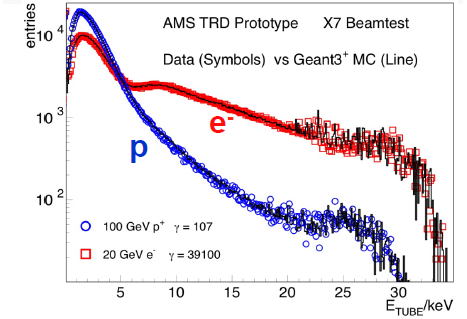 entries
AMS TRD Prototype X7 Beamtest
Data (Symbols) vs Geant3⁺ MC (Line)
10⁴
10³
10²
e⁻
p
100 GeV p⁺ γ = 107
20 GeV e⁻ γ = 39100
5 10 15 20 25 30
E_TUBE/keV